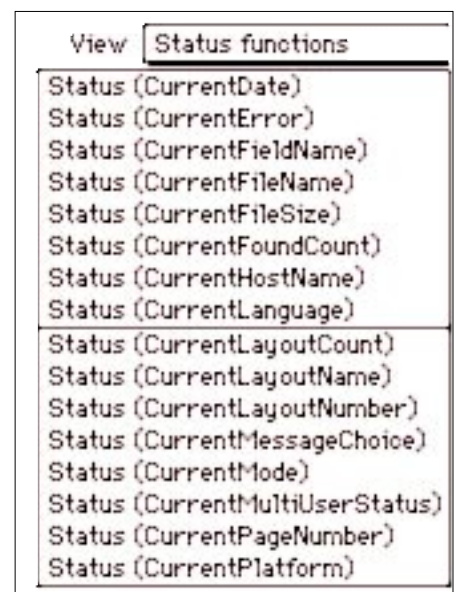 View Status functions
Status (CurrentDate)
Status (CurrentError)
Status (CurrentFieldName)
Status (CurrentFileName)
Status (CurrentFileSize)
Status (CurrentFoundCount)
Status (CurrentHostName)
Status (CurrentLanguage)
Status (CurrentLayoutCount)
Status (CurrentLayoutName)
Status (CurrentLayoutNumber)
Status (CurrentMessageChoice)
Status (CurrentMode)
Status (CurrentMultiUserStatus)
Status (CurrentPageNumber)
Status (CurrentPlatform)